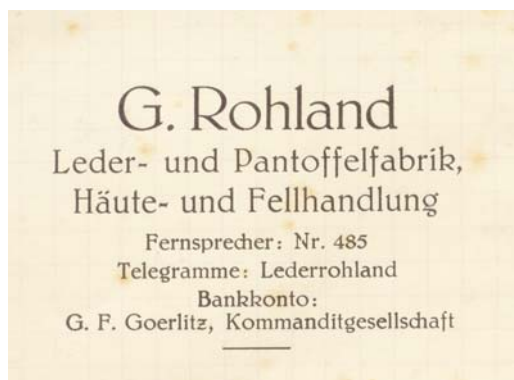 G. Rohland
Leder- und Pantoffelfabrik,
Häute- und Fellhandlung
Fernsprecher: Nr. 485
Telegramme: Lederrohland
Bankkonto:
G. F. Goerlitz, Kommanditgesellschaft